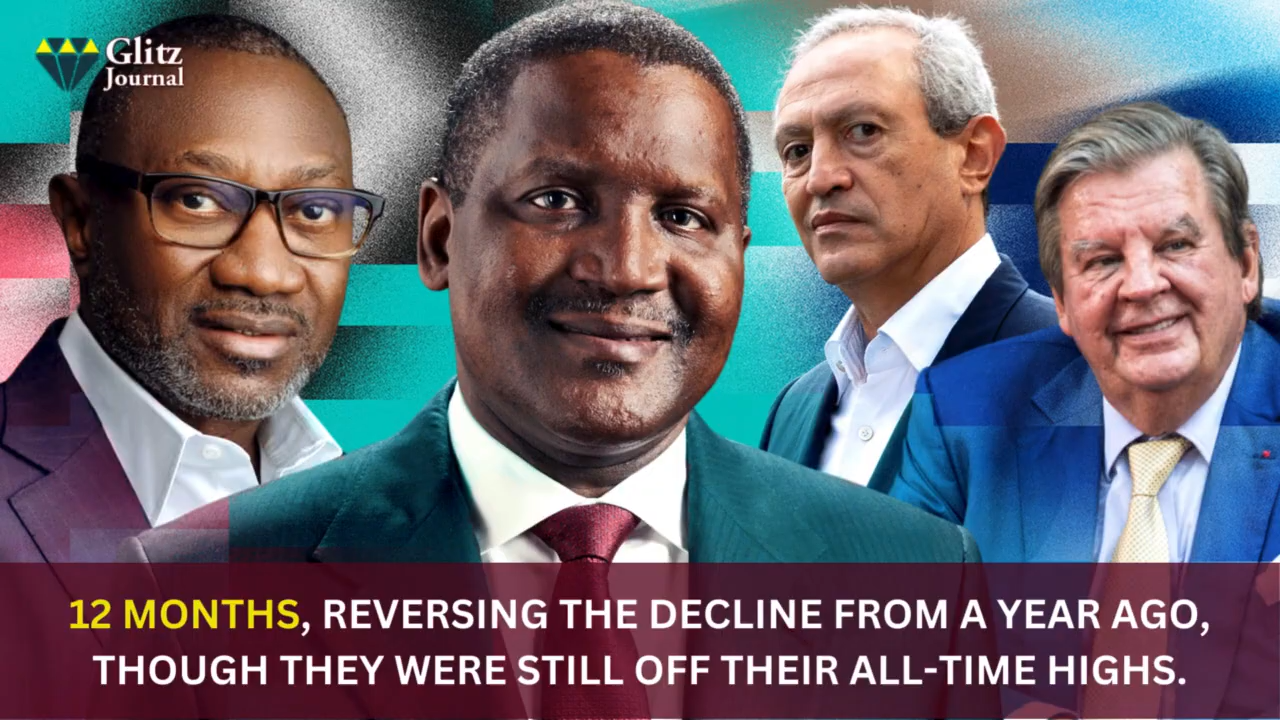 Glitz
Journal
12 MONTHS, REVERSING THE DECLINE FROM A YEAR AGO,
THOUGH THEY WERE STILL OFF THEIR ALL-TIME HIGHS.